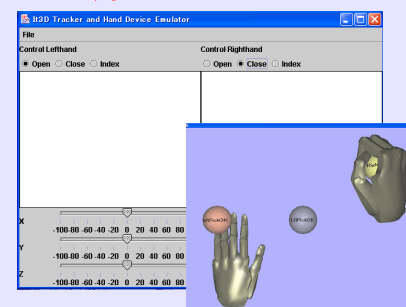 It3D Tracker and Hand Device Emulator
File
Control Lefthand Control Righthand
Open Close Index Open Close Index
X
-100-80 -60 -40 -20 0 20 40 60 80
Y
-100-80 -60 -40 -20 0 20 40 60 80
Z
-100-80 -60 -40 -20 0 20 40 60 80